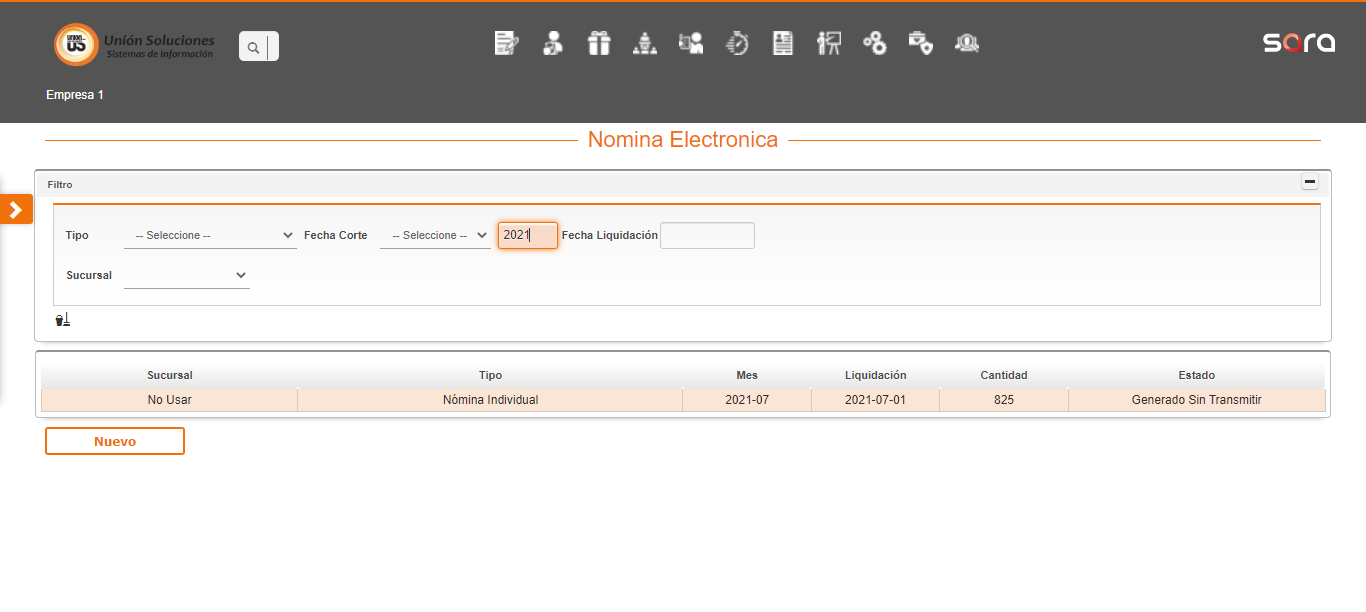 UNION
US
Unión Soluciones
Sistemas de Información
sara
Empresa 1
Nomina Electronica
Filtro
Tipo -- Seleccione -- Fecha Corte -- Seleccione -- 2021 Fecha Liquidación
Sucursal
Sucursal Tipo Mes Liquidación Cantidad Estado
No Usar Nómina Individual 2021-07 2021-07-01 825 Generado Sin Transmitir
Nuevo